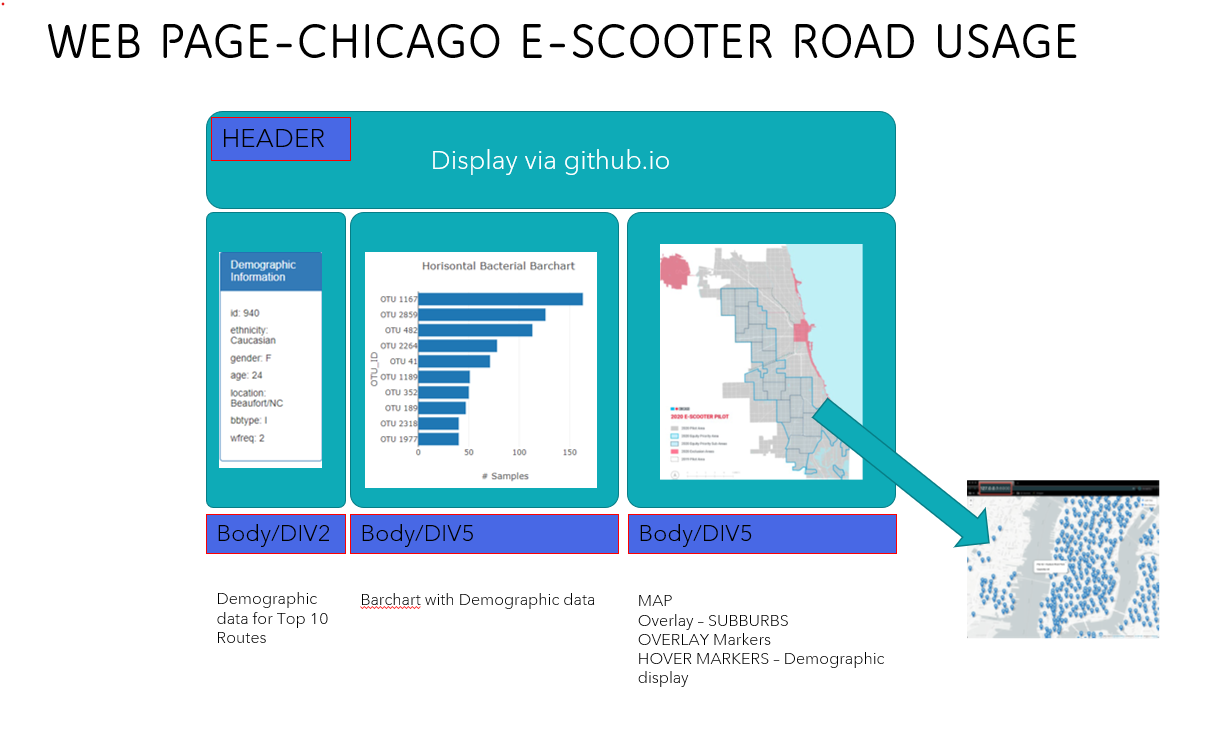 WEB PAGE-CHICAGO E-SCOOTER ROAD USAGE
HEADER
Display via github.io
Demographic
Information
id: 940
ethnicity:
Caucasian
gender: F
age: 24
location:
Beaufort/NC
bbtype: I
wfreq: 2
Horisontal Bacterial Barchart
OTU_ID
OTU 1167
OTU 2859
OTU 482
OTU 2264
OTU 41
OTU 1189
OTU 352
OTU 189
OTU 2318
OTU 1977
0 50 100 150
# Samples
2020 E-SCOOTER PILOT
Body/DIV2
Body/DIV5
Body/DIV5
Demographic
data for Top 10
Routes
Barchart with Demographic data
MAP
Overlay – SUBBURBS
OVERLAY Markers
HOVER MARKERS – Demographic
display